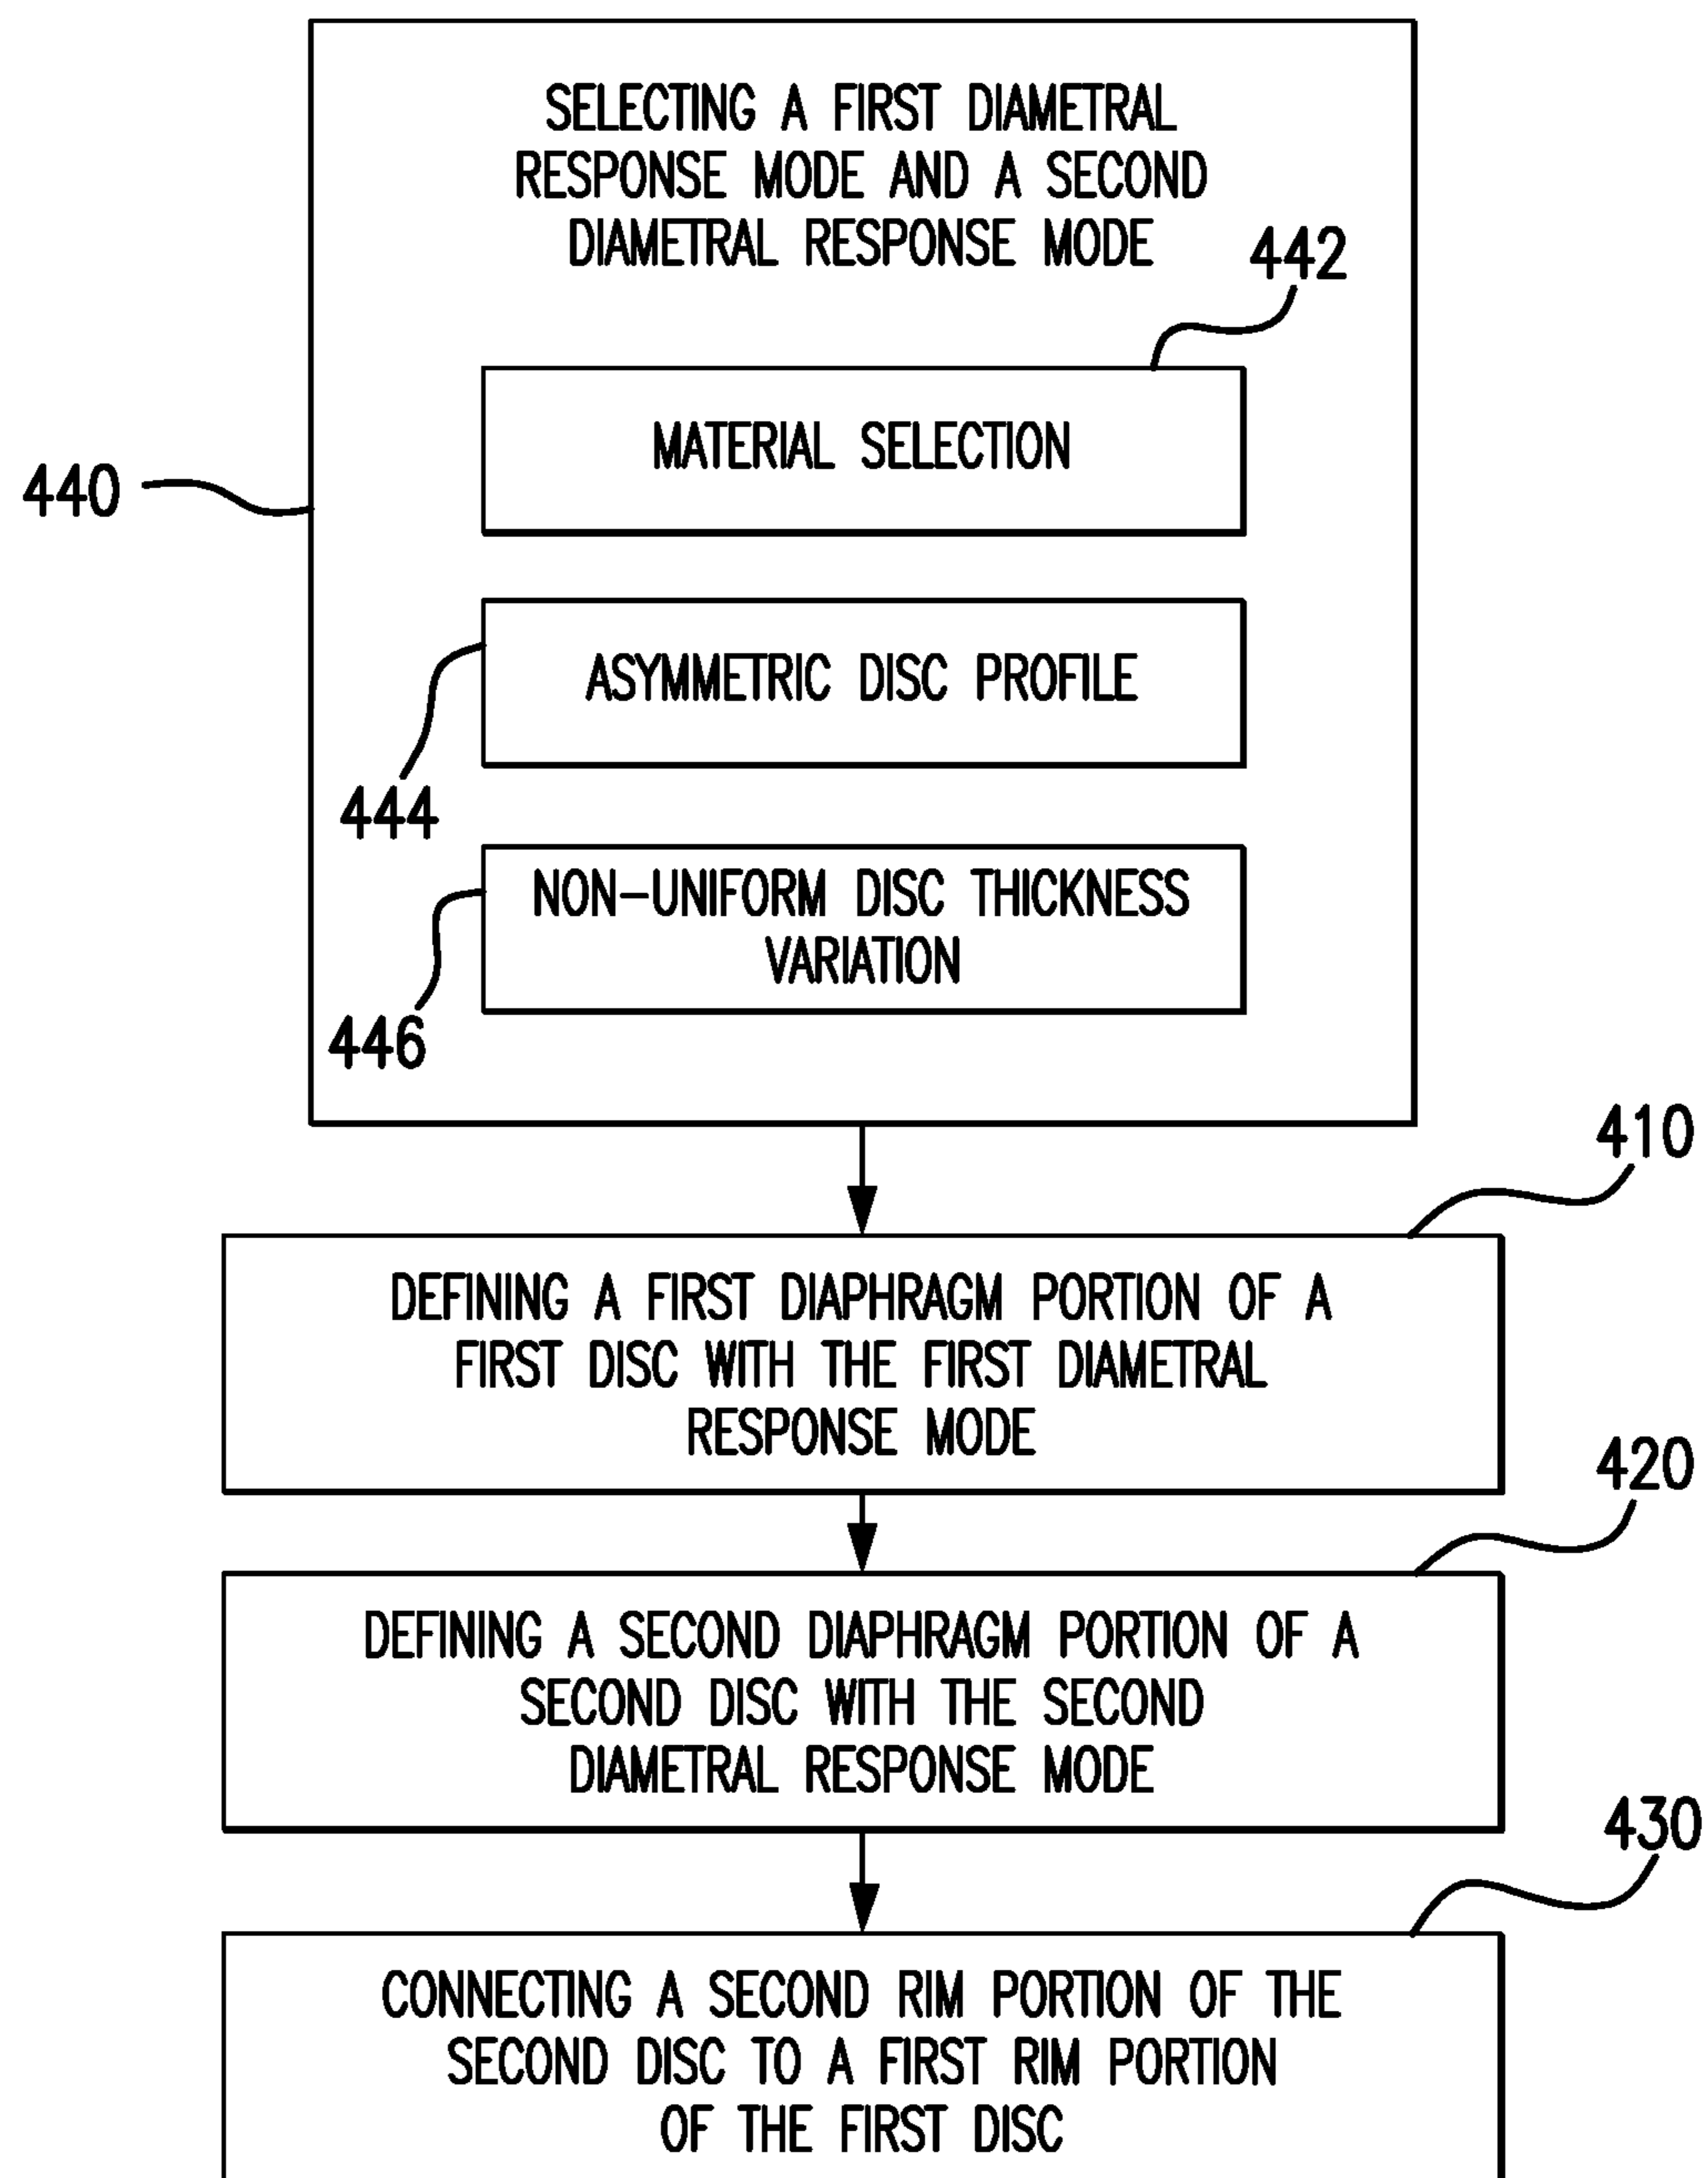 SELECTING A FIRST DIAMETRAL
RESPONSE MODE AND A SECOND
DIAMETRAL RESPONSE MODE
442
MATERIAL SELECTION
440
ASYMMETRIC DISC PROFILE
444
NON-UNIFORM DISC THICKNESS
VARIATION
446
410
DEFINING A FIRST DIAPHRAGM PORTION OF A
FIRST DISC WITH THE FIRST DIAMETRAL
RESPONSE MODE
420
DEFINING A SECOND DIAPHRAGM PORTION OF A
SECOND DISC WITH THE SECOND
DIAMETRAL RESPONSE MODE
430
CONNECTING A SECOND RIM PORTION OF THE
SECOND DISC TO A FIRST RIM PORTION
OF THE FIRST DISC